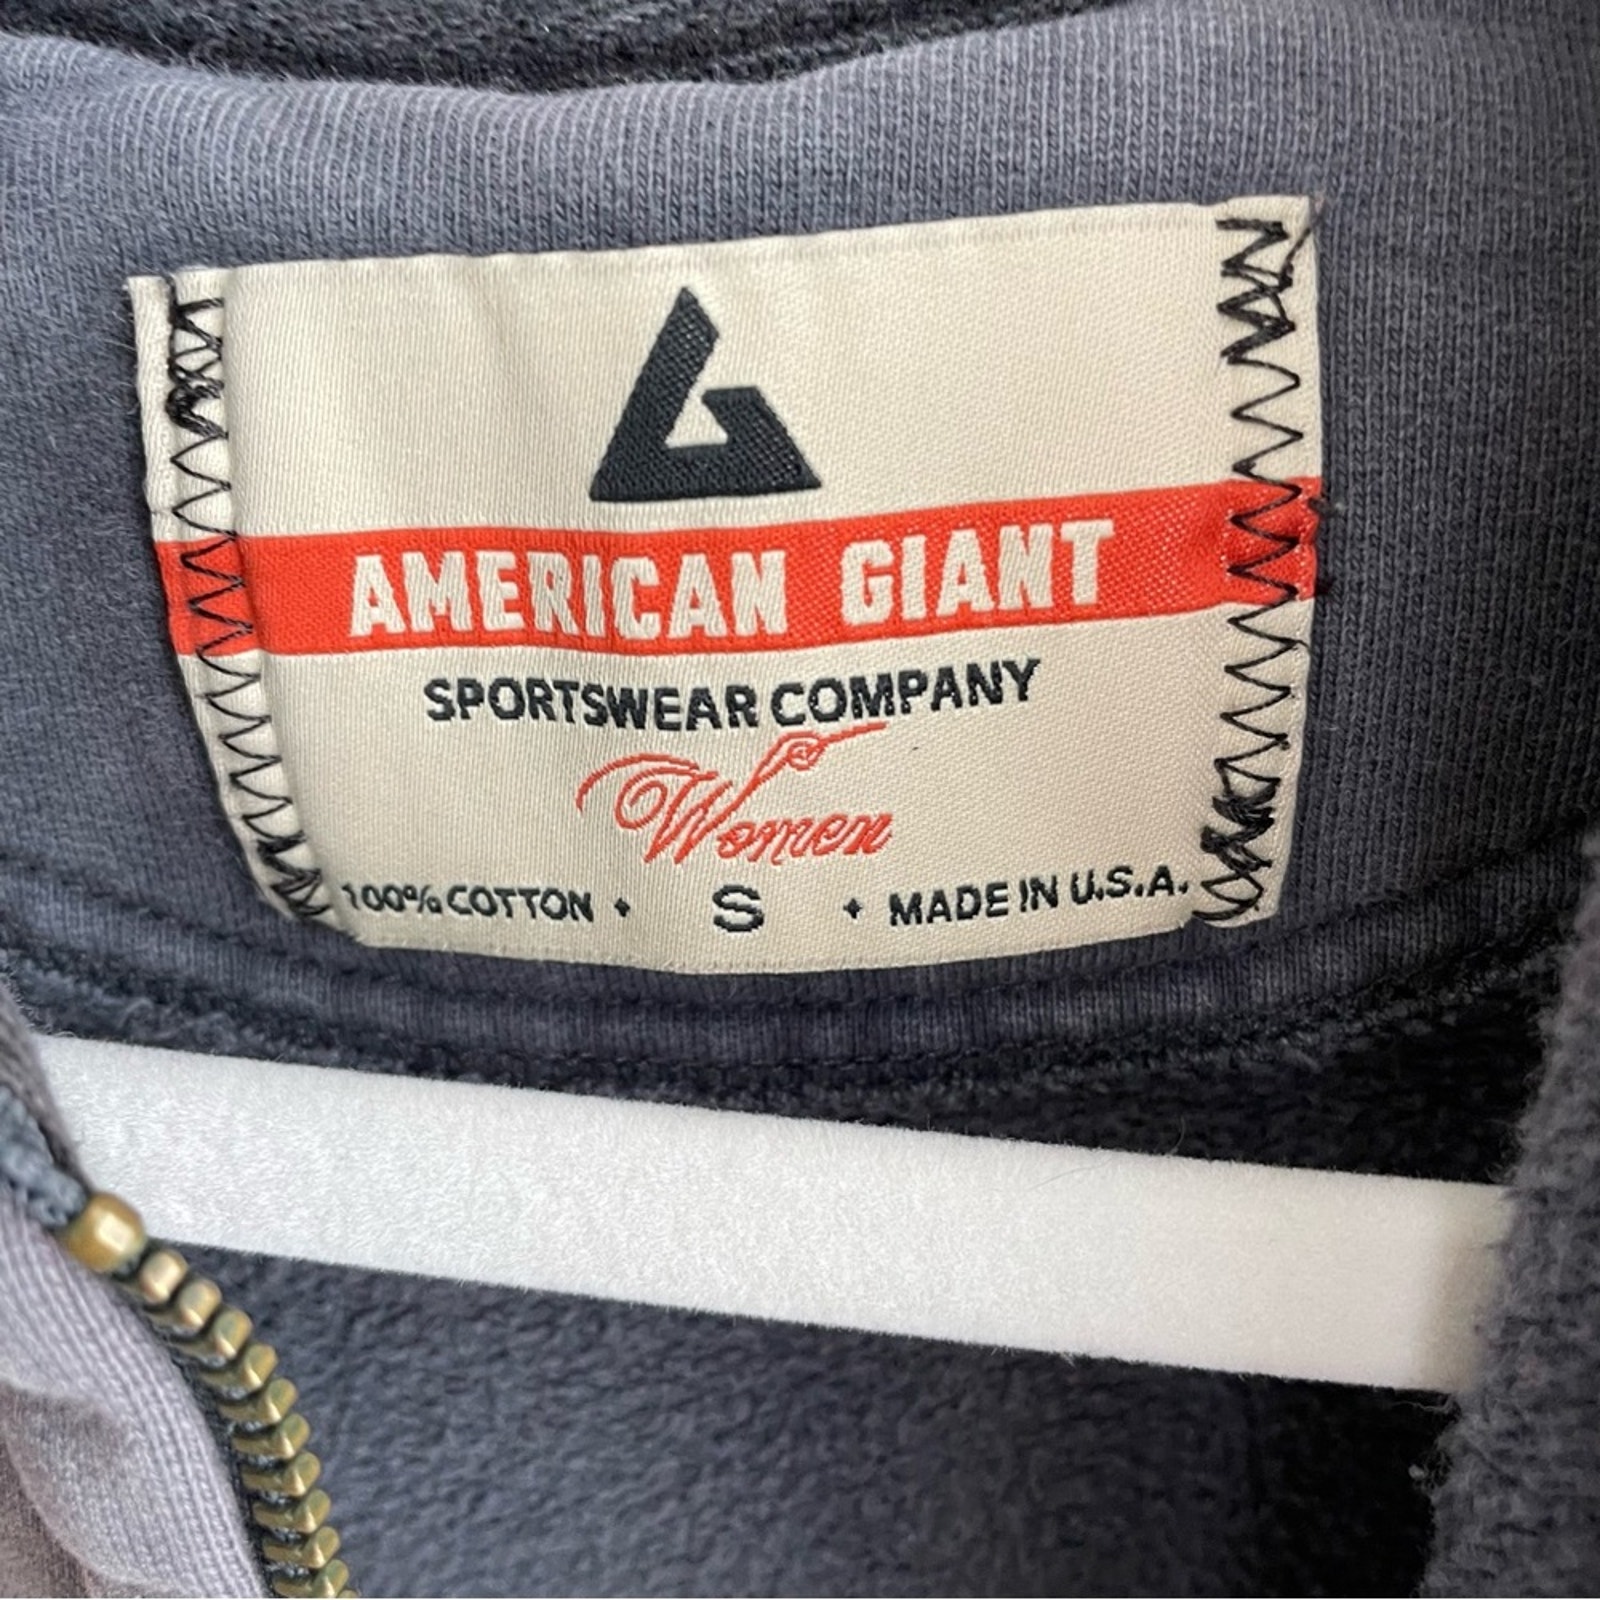 AMERICAN GIANT
SPORTSWEAR COMPANY
Women
100% COTTON • S • MADE IN U.S.A.